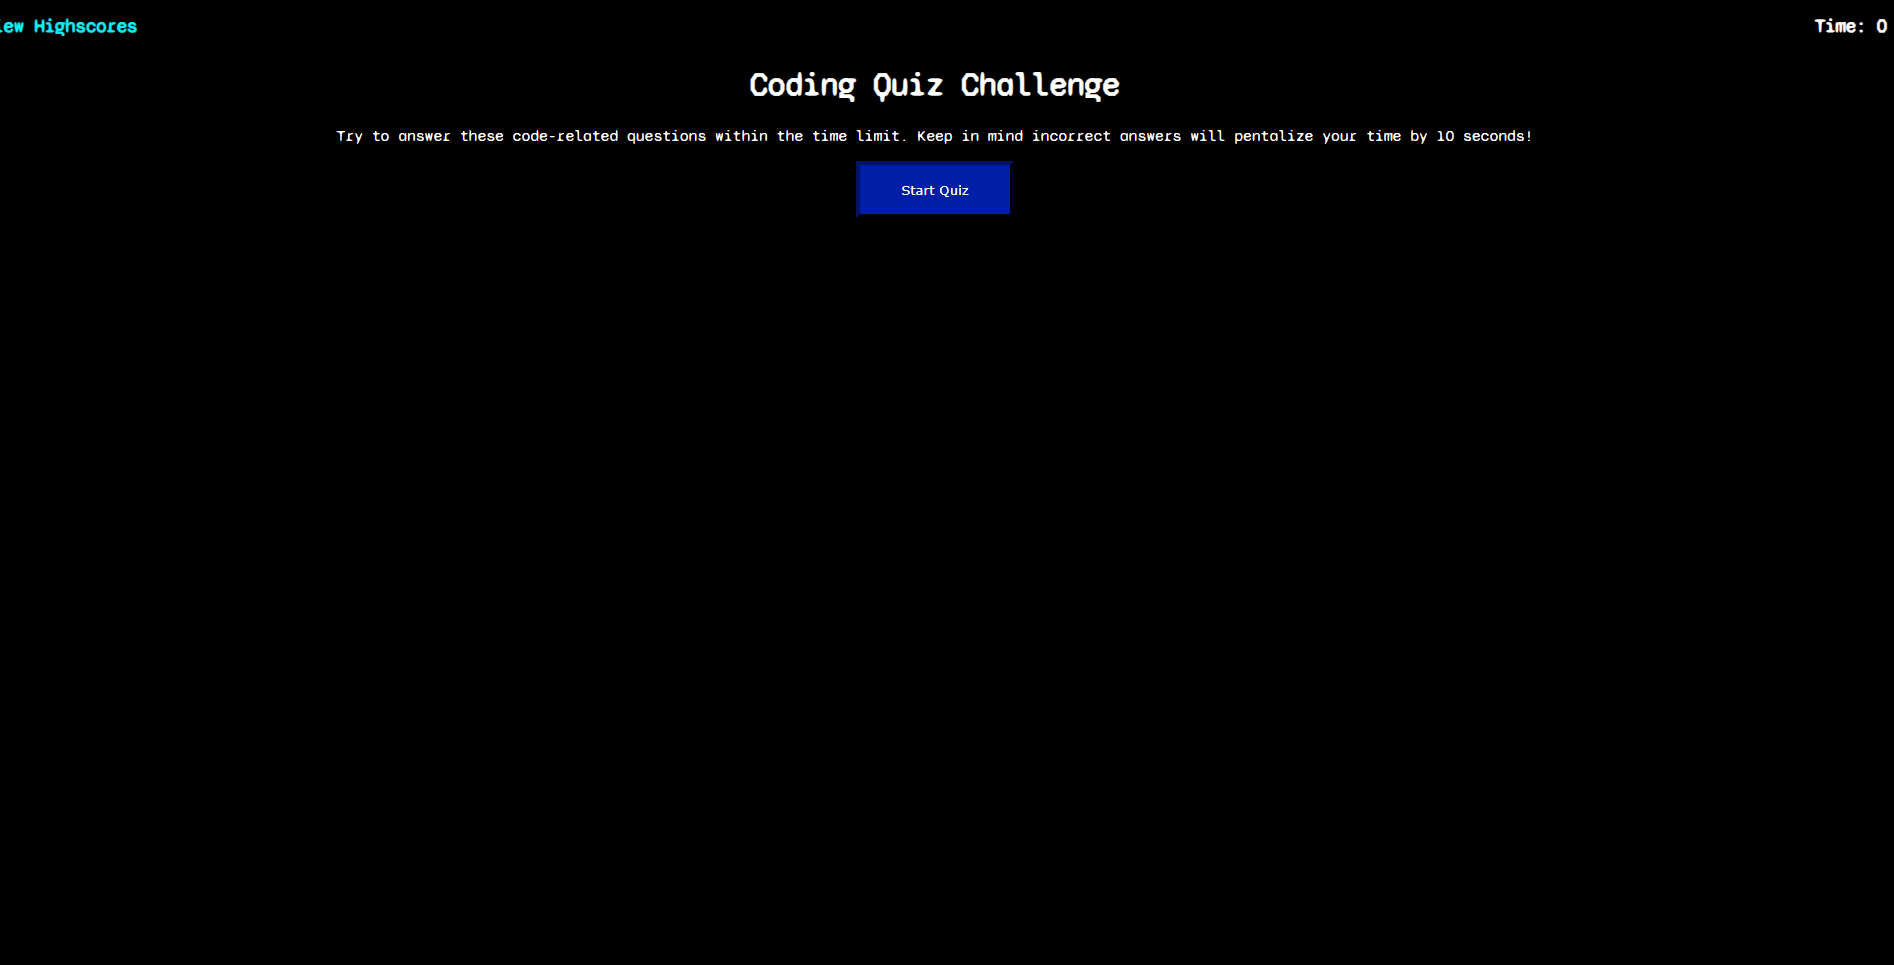 iew Highscores
Time: 0
Coding Quiz Challenge
Try to answer these code-related questions within the time limit. Keep in mind incorrect answers will pentalize your time by 10 seconds!
Start Quiz